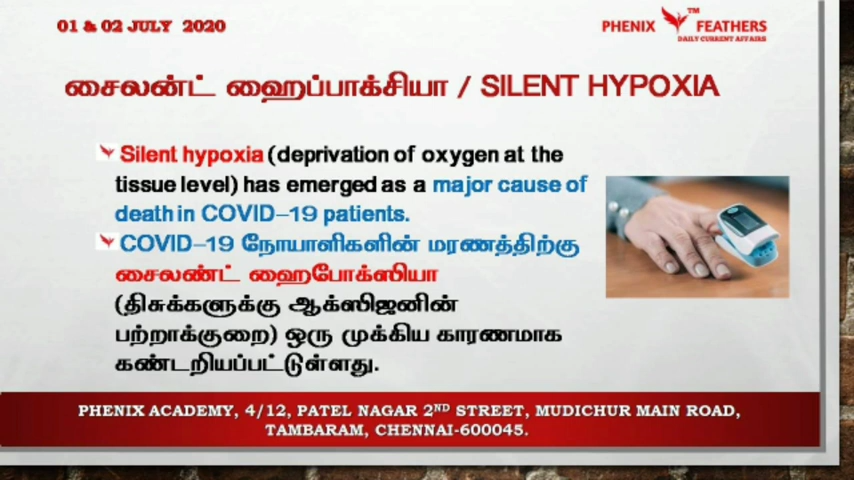 01 & 02 JULY 2020
PHENIX FEATHERS
TM
DAILY CURRENT AFFAIRS
சைலன்ட் ஹைப்பாக்சியா / SILENT HYPOXIA
Silent hypoxia (deprivation of oxygen at the
tissue level) has emerged as a major cause of
death in COVID–19 patients.
COVID–19 நோயாளிகளின் மரணத்திற்கு
சைலண்ட் ஹைபோக்ஸியா
(திசுக்களுக்கு ஆக்ஸிஜனின்
பற்றாக்குறை) ஒரு முக்கிய காரணமாக
கண்டறியப்பட்டுள்ளது.
PHENIX ACADEMY, 4/12, PATEL NAGAR 2ND STREET, MUDICHUR MAIN ROAD,
TAMBARAM, CHENNAI-600045.